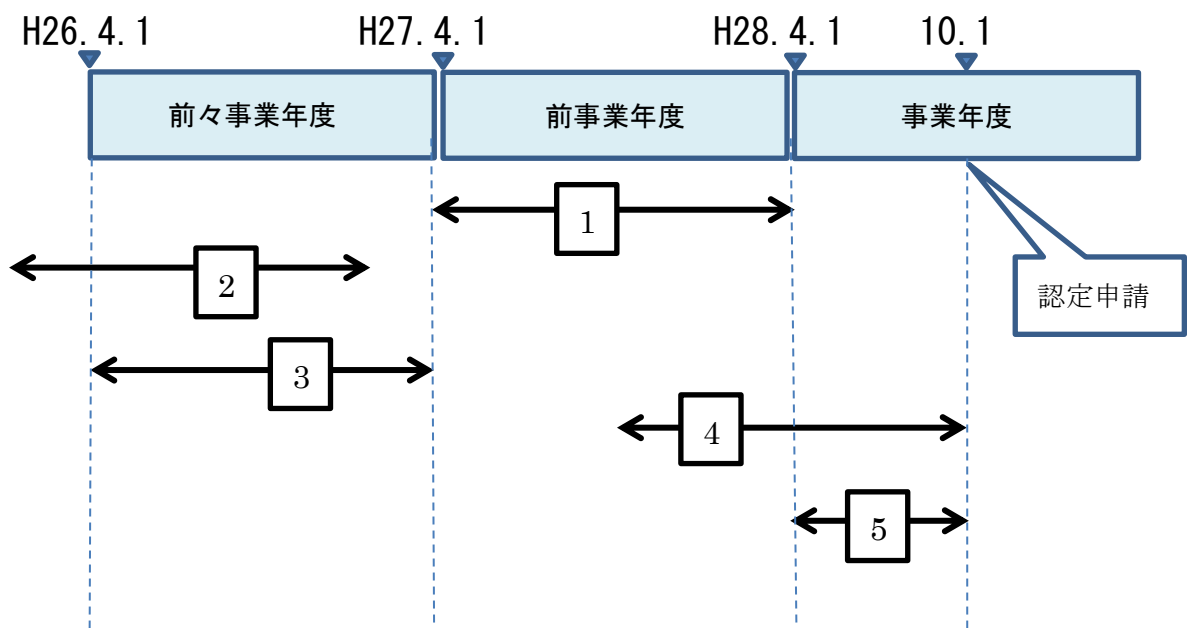 H26.4.1
H27.4.1
H28.4.1
10.1
前々事業年度
前事業年度
事業年度
1
2
認定申請
3
4
5